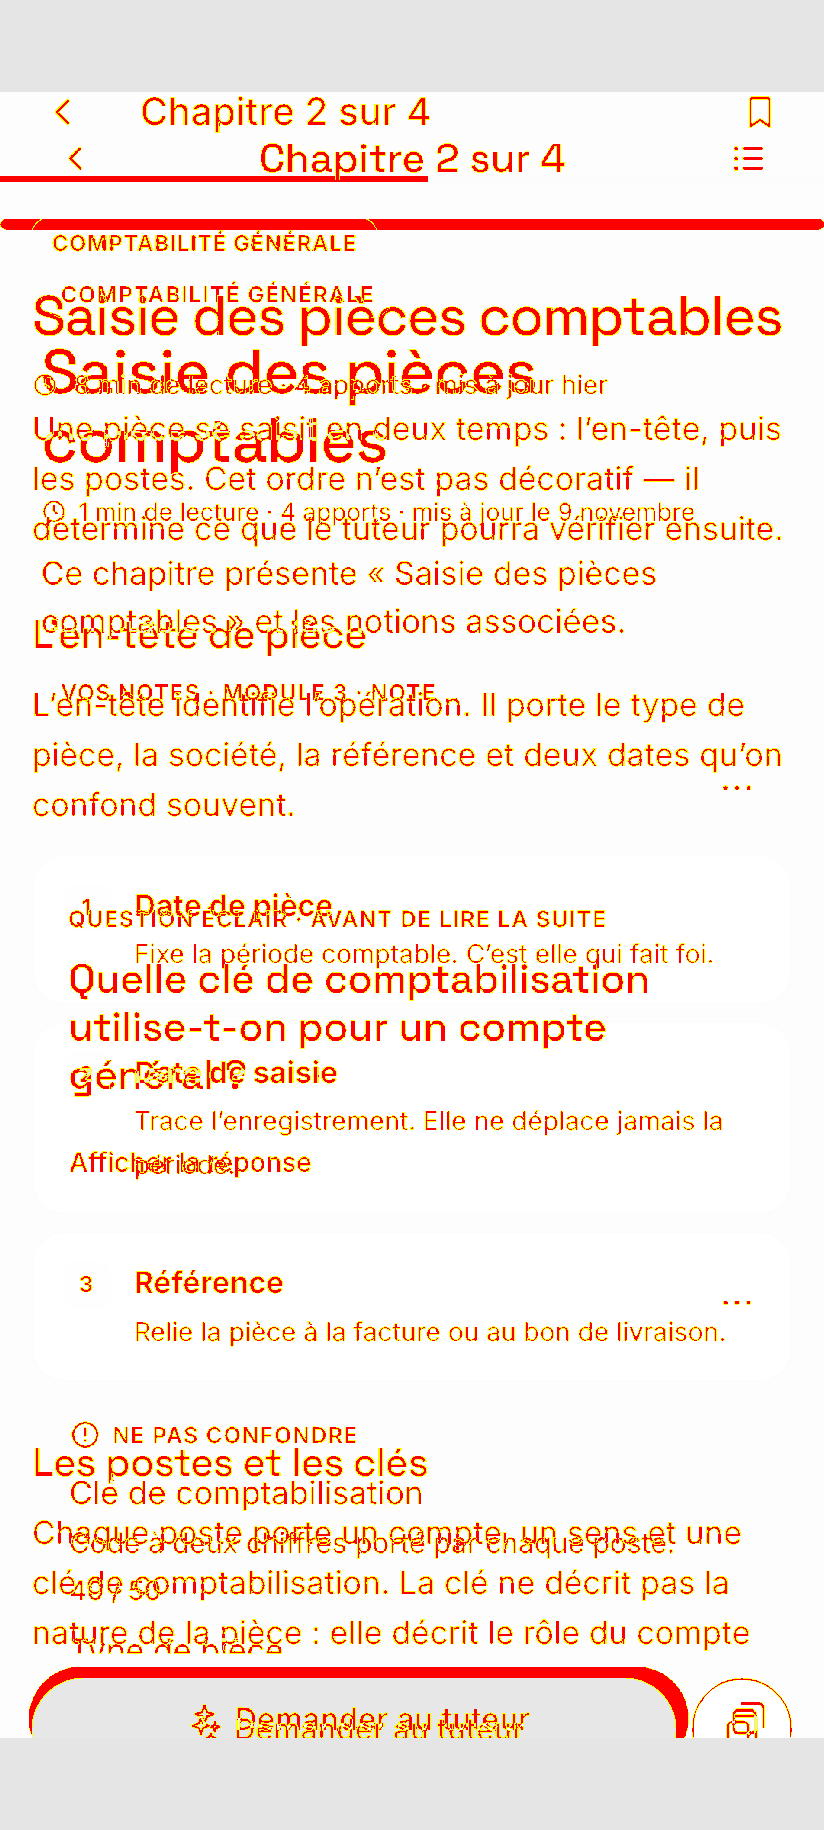 Chapitre 2 sur 4
Chapitre 2 sur 4
COMPTABILITÉ GÉNÉRALE
COMPTABILITÉ GÉNÉRALE
Saisie des pièces comptables
Saisie des pièces
8 min de lecture · 4 apports · mis à jour hier
Une pièce se saisit en deux temps : l’en-tête, puis
comptables
les postes. Cet ordre n’est pas décoratif — il
1 min de lecture · 4 apports · mis à jour le 9 novembre
détermine ce que le tuteur pourra vérifier ensuite.
Ce chapitre présente « Saisie des pièces
comptables » et les notions associées.
L’en-tête de pièce
VOS NOTES · MODULE 3 · NOTE
L’en-tête identifie l’opération. Il porte le type de
pièce, la société, la référence et deux dates qu’on
...
confond souvent.
1 Date de pièce
QUESTION ÉCLAIR · AVANT DE LIRE LA SUITE
Fixe la période comptable. C’est elle qui fait foi.
Quelle clé de comptabilisation
utilise-t-on pour un compte
général ?
Date de saisie
Trace l’enregistrement. Elle ne déplace jamais la
période.
Afficher la réponse
3 Référence
...
Relie la pièce à la facture ou au bon de livraison.
NE PAS CONFONDRE
Les postes et les clés
Clé de comptabilisation
Chaque poste porte un compte, un sens et une
Code à deux chiffres porté par chaque poste.
clé de comptabilisation. La clé ne décrit pas la
40 / 50
nature de la pièce : elle décrit le rôle du compte
Type de pièce
Demander au tuteur
Demander au tuteur